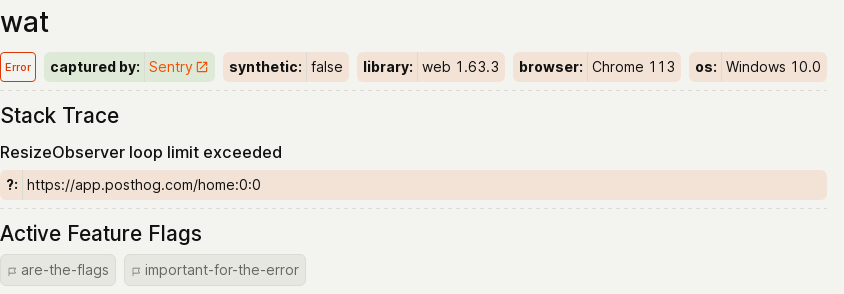 wat
Error captured by: Sentry synthetic: false library: web 1.63.3 browser: Chrome 113 os: Windows 10.0
Stack Trace
ResizeObserver loop limit exceeded
?: https://app.posthog.com/home:0:0
Active Feature Flags
are-the-flags important-for-the-error